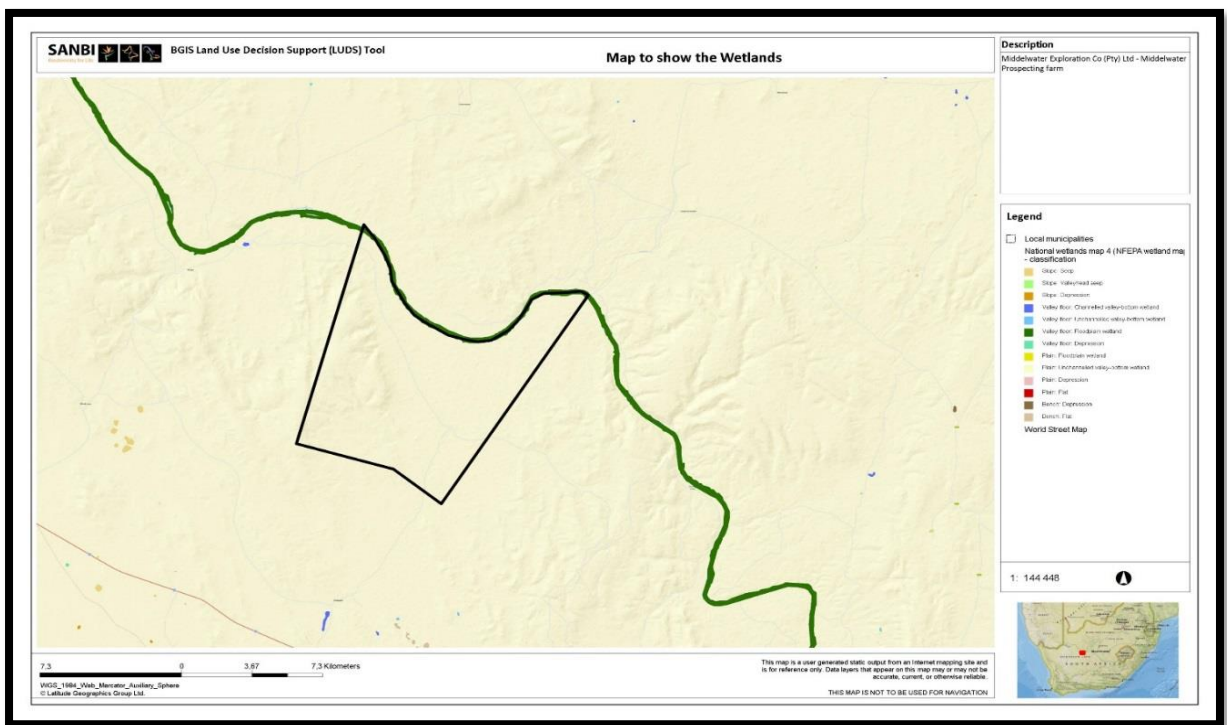 SANBI
BGIS Land Use Decision Support (LUDS) Tool
Map to show the Wetlands
Description
Middelwater Exploration Co (Pty) Ltd - Middelwater
Prospecting farm
Legend
Local municipalities
National wetlands map 4 (NFEPA wetland map
- classification
Slope: Seep
Slope: Valleyhead seep
Slope: Depression
Valley floor: Channelled valley-bottom wetland
Valley floor: Unchannelled valley-bottom wetland
Valley floor: Floodplain wetland
Valley floor: Depression
Plain: Floodplain wetland
Plain: Unchannelled valley-bottom wetland
Plain: Depression
Plain: Flat
Bench: Depression
Bench: Flat
World Street Map
1: 144 448
7.3 0 3,67 7,3 Kilometers
WGS_1984_Web_Mercator_Auxiliary_Sphere
© Latitude Geographics Group Ltd.
This map is a user generated static output from an Internet mapping site and
is for reference only. Data layers that appear on this map may or may not be
accurate, current, or otherwise reliable.
THIS MAP IS NOT TO BE USED FOR NAVIGATION